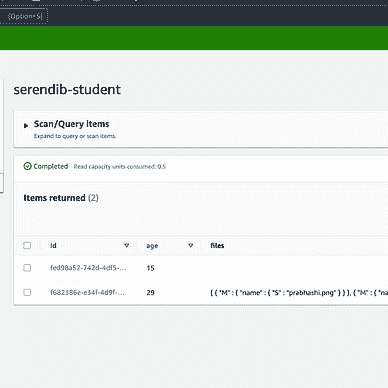 [Option+S]
serendib-student
Scan/Query items
Expand to query or scan items.
Completed Read capacity units consumed: 0.5
Items returned (2)
id age files
fed98a52-742d-4df5-... 15
f682386e-e34f-4d9f-... 29 [ { "M" : { "name" : { "S" : "prabhashi.png" } } }, { "M" : { "na